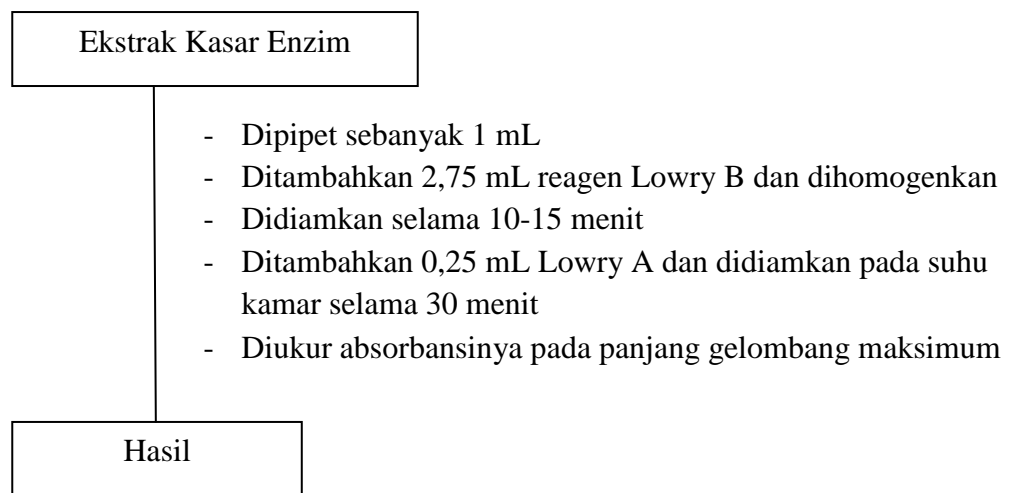 Ekstrak Kasar Enzim
- Dipipet sebanyak 1 mL
- Ditambahkan 2,75 mL reagen Lowry B dan dihomogenkan
- Didiamkan selama 10-15 menit
- Ditambahkan 0,25 mL Lowry A dan didiamkan pada suhu
kamar selama 30 menit
- Diukur absorbansinya pada panjang gelombang maksimum
Hasil